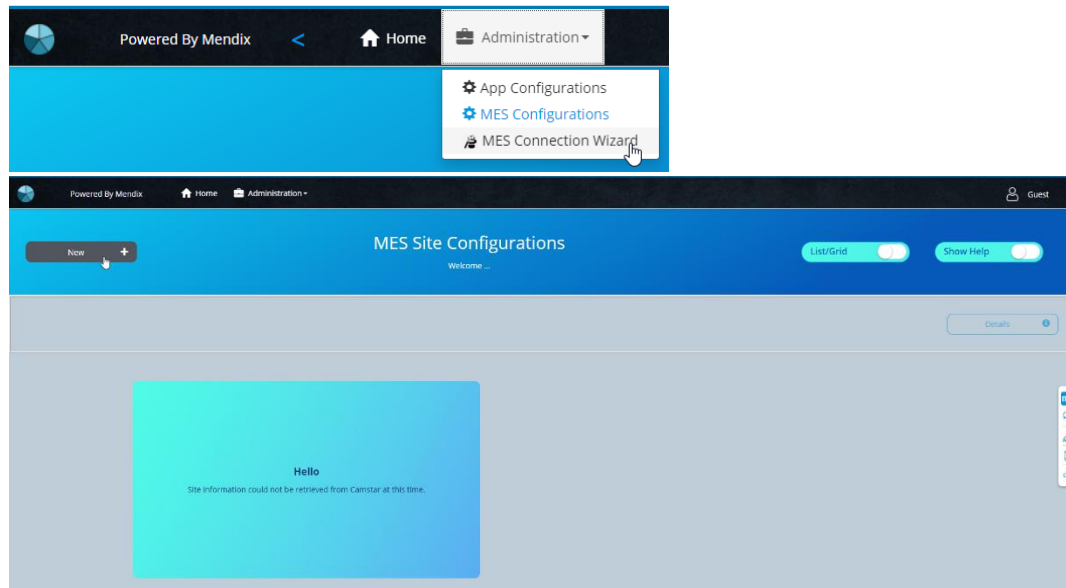 Powered By Mendix < Home Administration
App Configurations
MES Configurations
MES Connection Wizard
Powered By Mendix Home Administration Guest
New + MES Site Configurations List/Grid Show Help
Welcome ...
Details
Hello
Site information could not be retrieved from Camstar at this time.